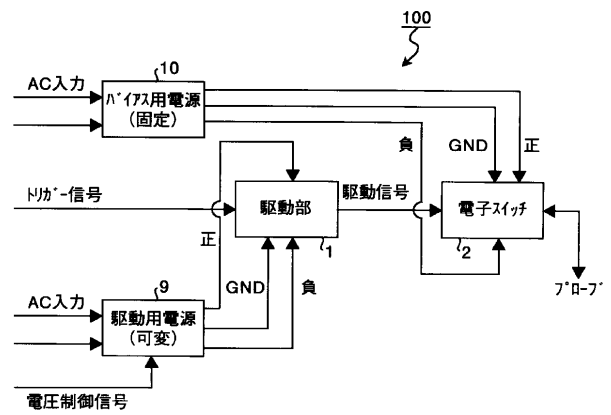 100
10
AC入力
ﾊﾞｲｱｽ用電源
(固定)
負
GND
正
ﾄﾘｶﾞｰ信号
駆動部
1
駆動信号
電子ｽｲｯﾁ
2
正
GND
負
ﾌﾟﾛｰﾌﾞ
9
AC入力
駆動用電源
(可変)
電圧制御信号